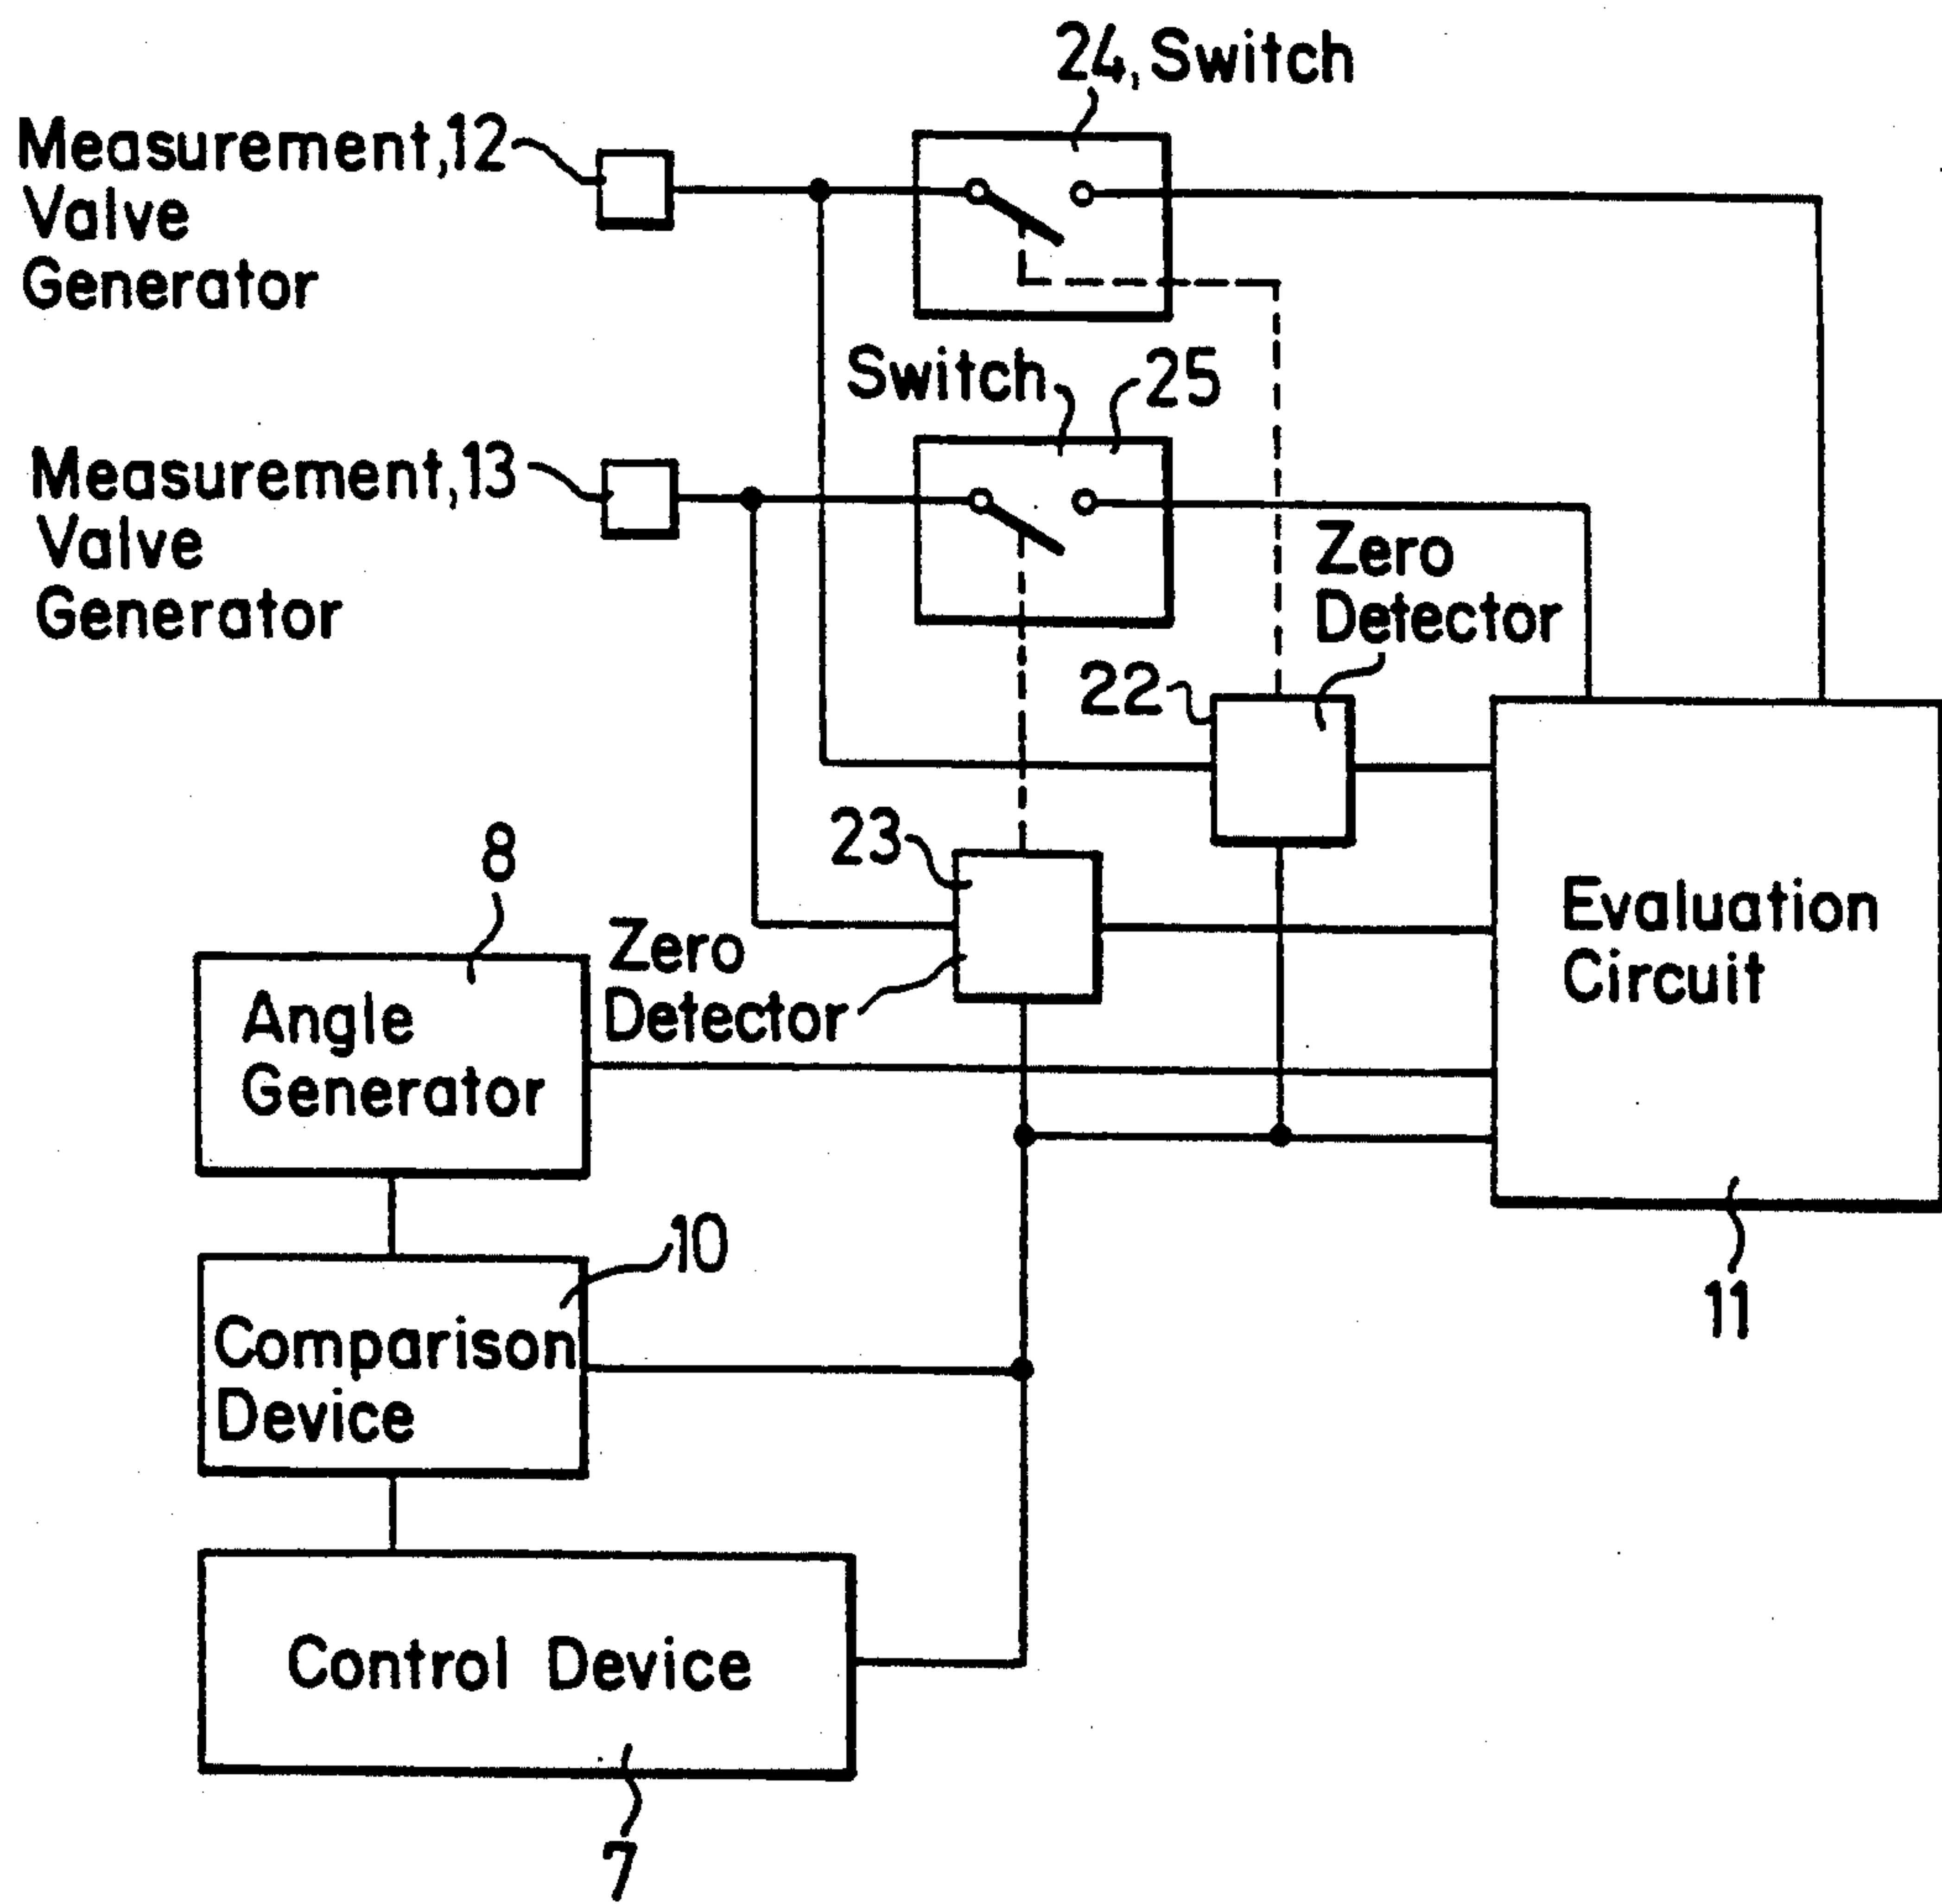 24, Switch
Measurement,12
Valve
Generator
Switch
25
Measurement,13
Valve
Generator
Zero
Detector
22
23
8
Zero
Detector
Evaluation
Circuit
Angle
Generator
10
11
Comparison
Device
Control Device
7